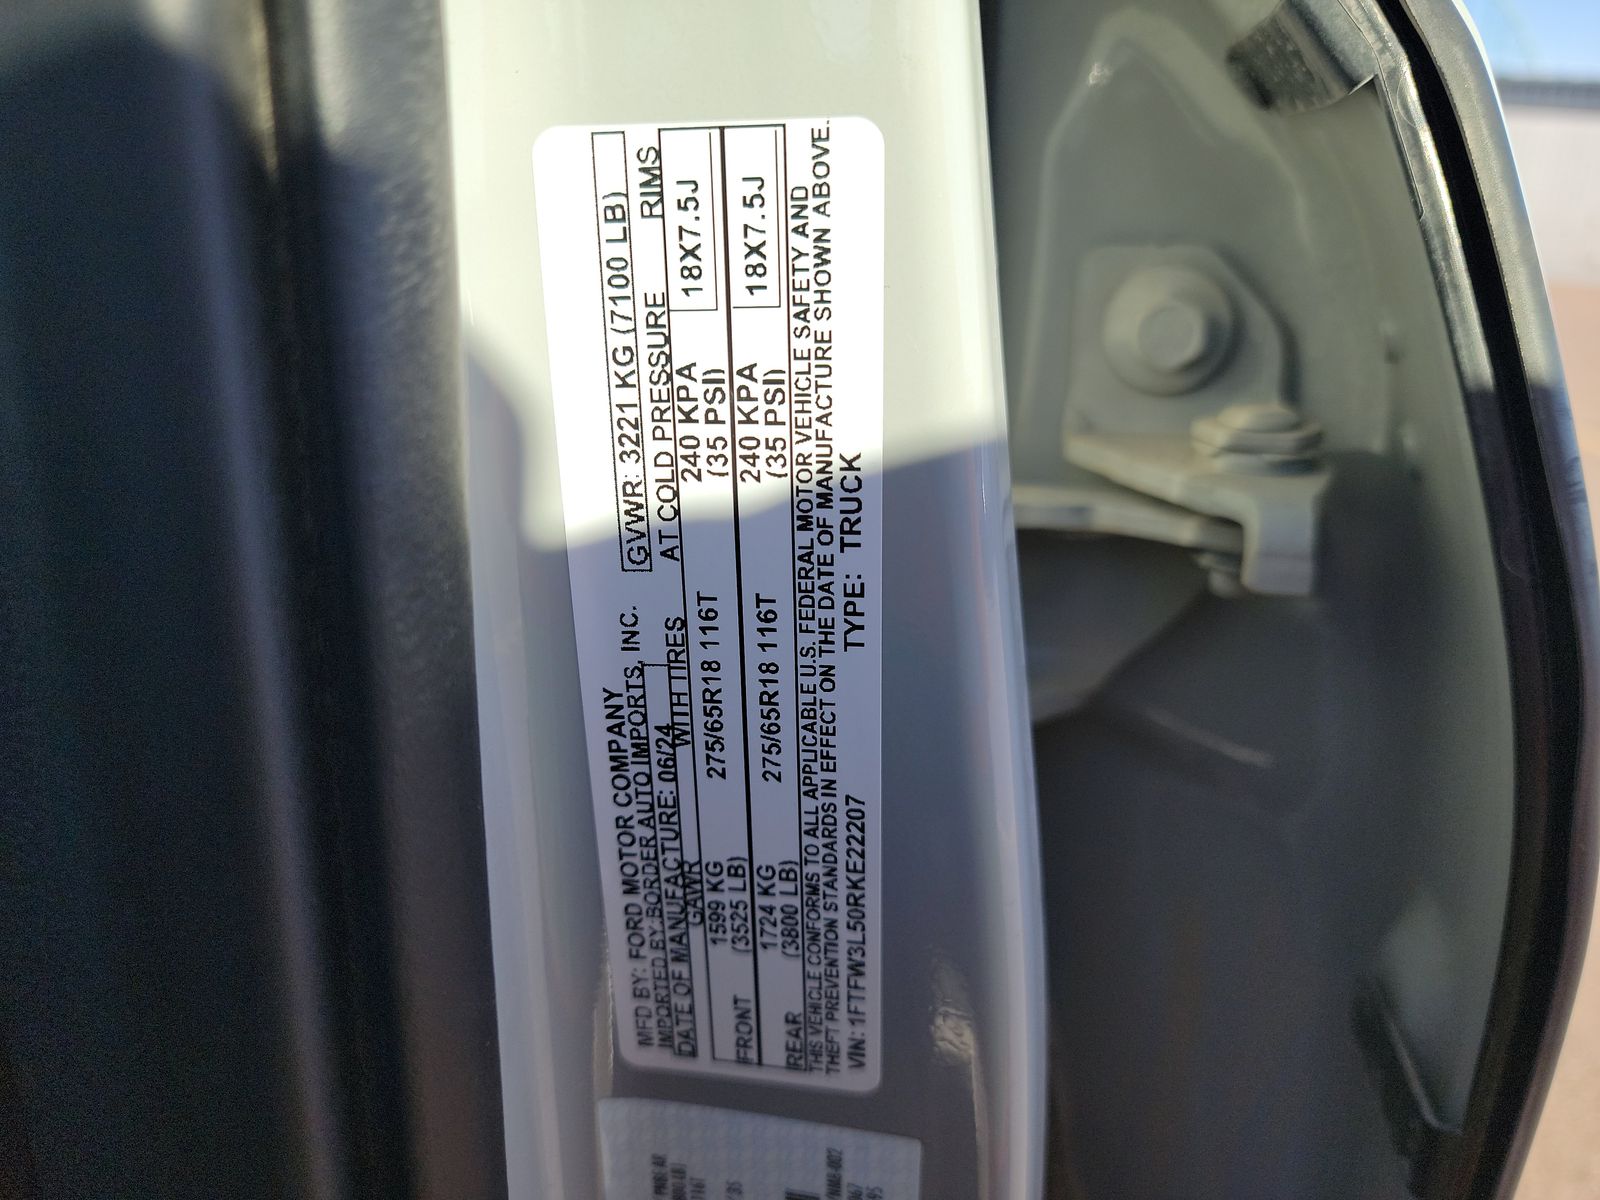 MFD BY: FORD MOTOR COMPANY
IMPORTED BY:BORDER AUTO IMPORTS, INC.
GVWR: 3221 KG (7100 LB)
DATE OF MANUFACTURE: 06/24
GAWR WITH TIRES AT COLD PRESSURE RIMS
FRONT 1599 KG 275/65R18 116T 240 KPA 18X7.5J
(3525 LB) (35 PSI)
REAR 1724 KG 275/65R18 116T 240 KPA 18X7.5J
(3800 LB) (35 PSI)
THIS VEHICLE CONFORMS TO ALL APPLICABLE U.S. FEDERAL MOTOR VEHICLE SAFETY AND
THEFT PREVENTION STANDARDS IN EFFECT ON THE DATE OF MANUFACTURE SHOWN ABOVE.
VIN: 1FTFW3L50RKE22207 TYPE: TRUCK